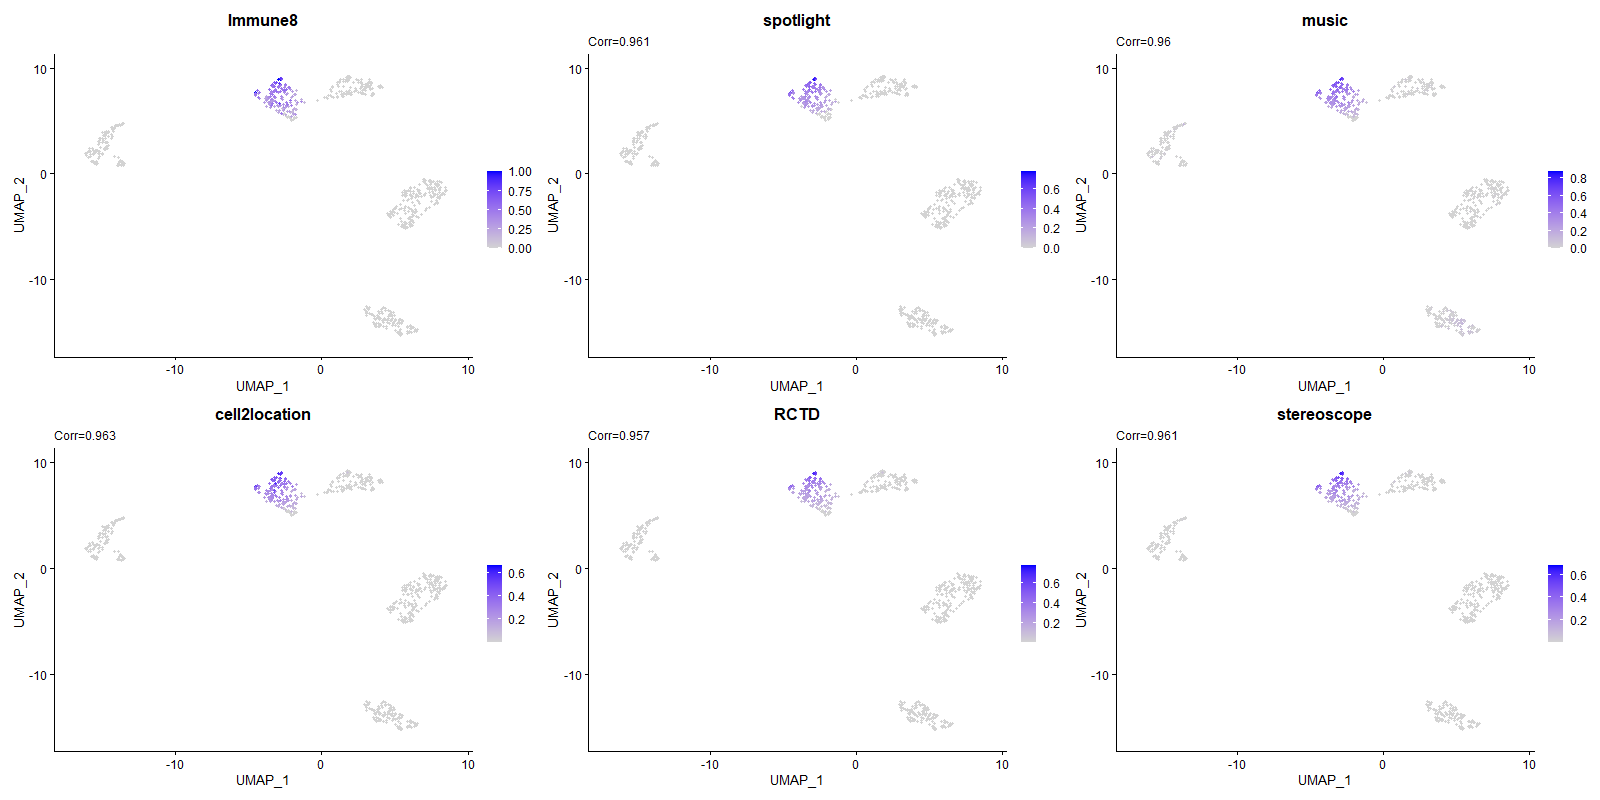 Immune8
10
0
-10
UMAP_2
-10
0
10
UMAP_1
1.00
0.75
0.50
0.25
0.00
spotlight
Corr=0.961
10
0
-10
UMAP_2
-10
0
10
UMAP_1
0.6
0.4
0.2
0.0
music
Corr=0.96
10
0
-10
UMAP_2
-10
0
10
UMAP_1
0.8
0.6
0.4
0.2
0.0
cell2location
Corr=0.963
10
0
-10
UMAP_2
-10
0
10
UMAP_1
0.6
0.4
0.2
RCTD
Corr=0.957
10
0
-10
UMAP_2
-10
0
10
UMAP_1
0.6
0.4
0.2
stereoscope
Corr=0.961
10
0
-10
UMAP_2
-10
0
10
UMAP_1
0.6
0.4
0.2